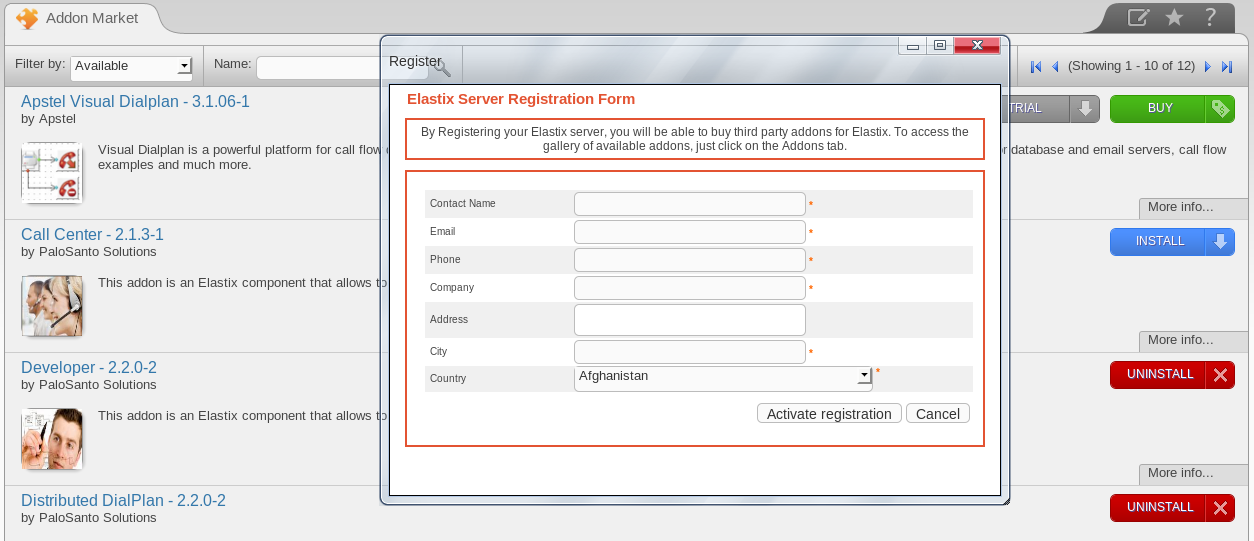 Addon Market
?
Filter by: Available
Name:
(Showing 1 - 10 of 12)
Register
Elastix Server Registration Form
By Registering your Elastix server, you will be able to buy third party addons for Elastix. To access the
gallery of available addons, just click on the Addons tab.
Contact Name *
Email *
Phone *
Company *
Address
City *
Country Afghanistan *
Activate registration Cancel
Apstel Visual Dialplan - 3.1.06-1
by Apstel
TRIAL
BUY
Visual Dialplan is a powerful platform for call flow
database and email servers, call flow
examples and much more.
More info...
Call Center - 2.1.3-1
by PaloSanto Solutions
INSTALL
This addon is an Elastix component that allows to
More info...
Developer - 2.2.0-2
by PaloSanto Solutions
UNINSTALL
This addon is an Elastix component that allows to
More info...
Distributed DialPlan - 2.2.0-2
by PaloSanto Solutions
UNINSTALL